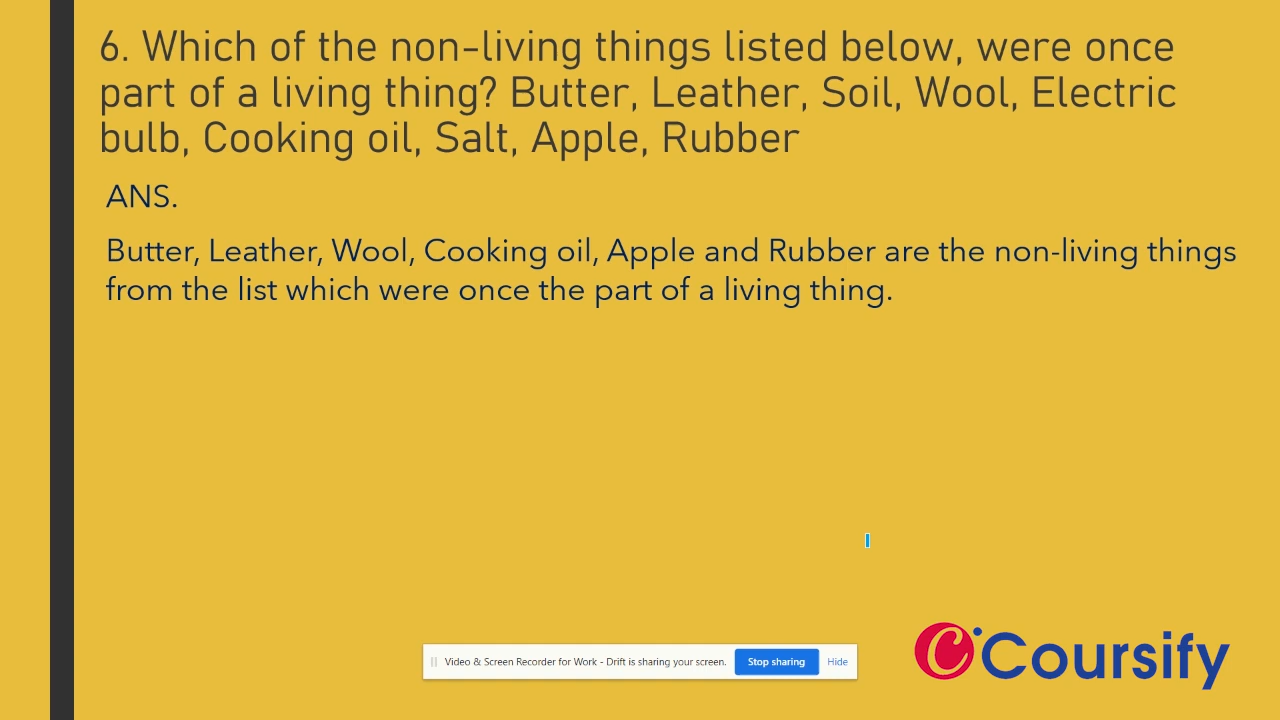 6. Which of the non-living things listed below, were once
part of a living thing? Butter, Leather, Soil, Wool, Electric
bulb, Cooking oil, Salt, Apple, Rubber
ANS.
Butter, Leather, Wool, Cooking oil, Apple and Rubber are the non-living things
from the list which were once the part of a living thing.
Video & Screen Recorder for Work - Drift is sharing your screen. Stop sharing Hide
Coursify